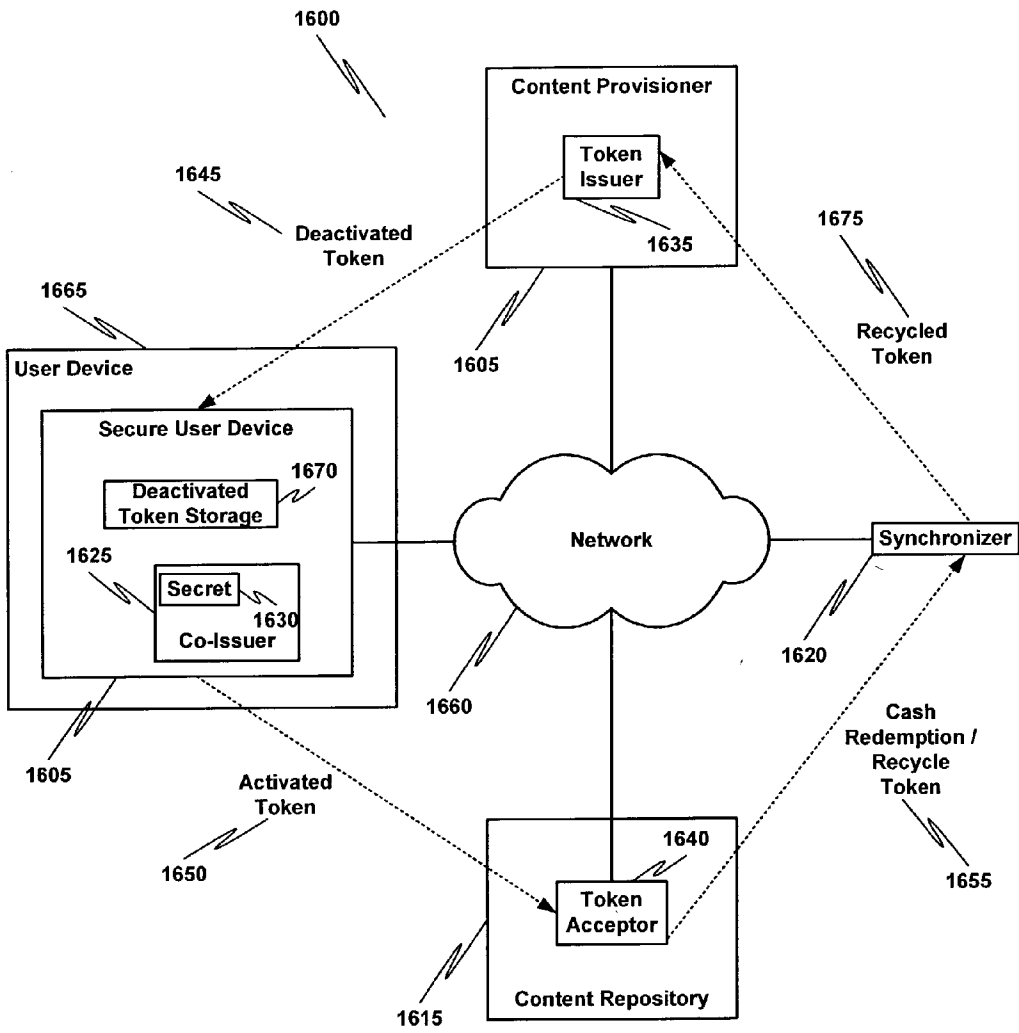 1600
Content Provisioner
Token
Issuer
1635
1645
Deactivated
Token
1675
Recycled
Token
1665
1605
User Device
Secure User Device
1670
Deactivated
Token Storage
1625
Secret
1630
Co-Issuer
Network
Synchronizer
1620
1660
1605
Activated
Token
1650
Cash
Redemption /
Recycle
Token
1655
1640
Token
Acceptor
Content Repository
1615